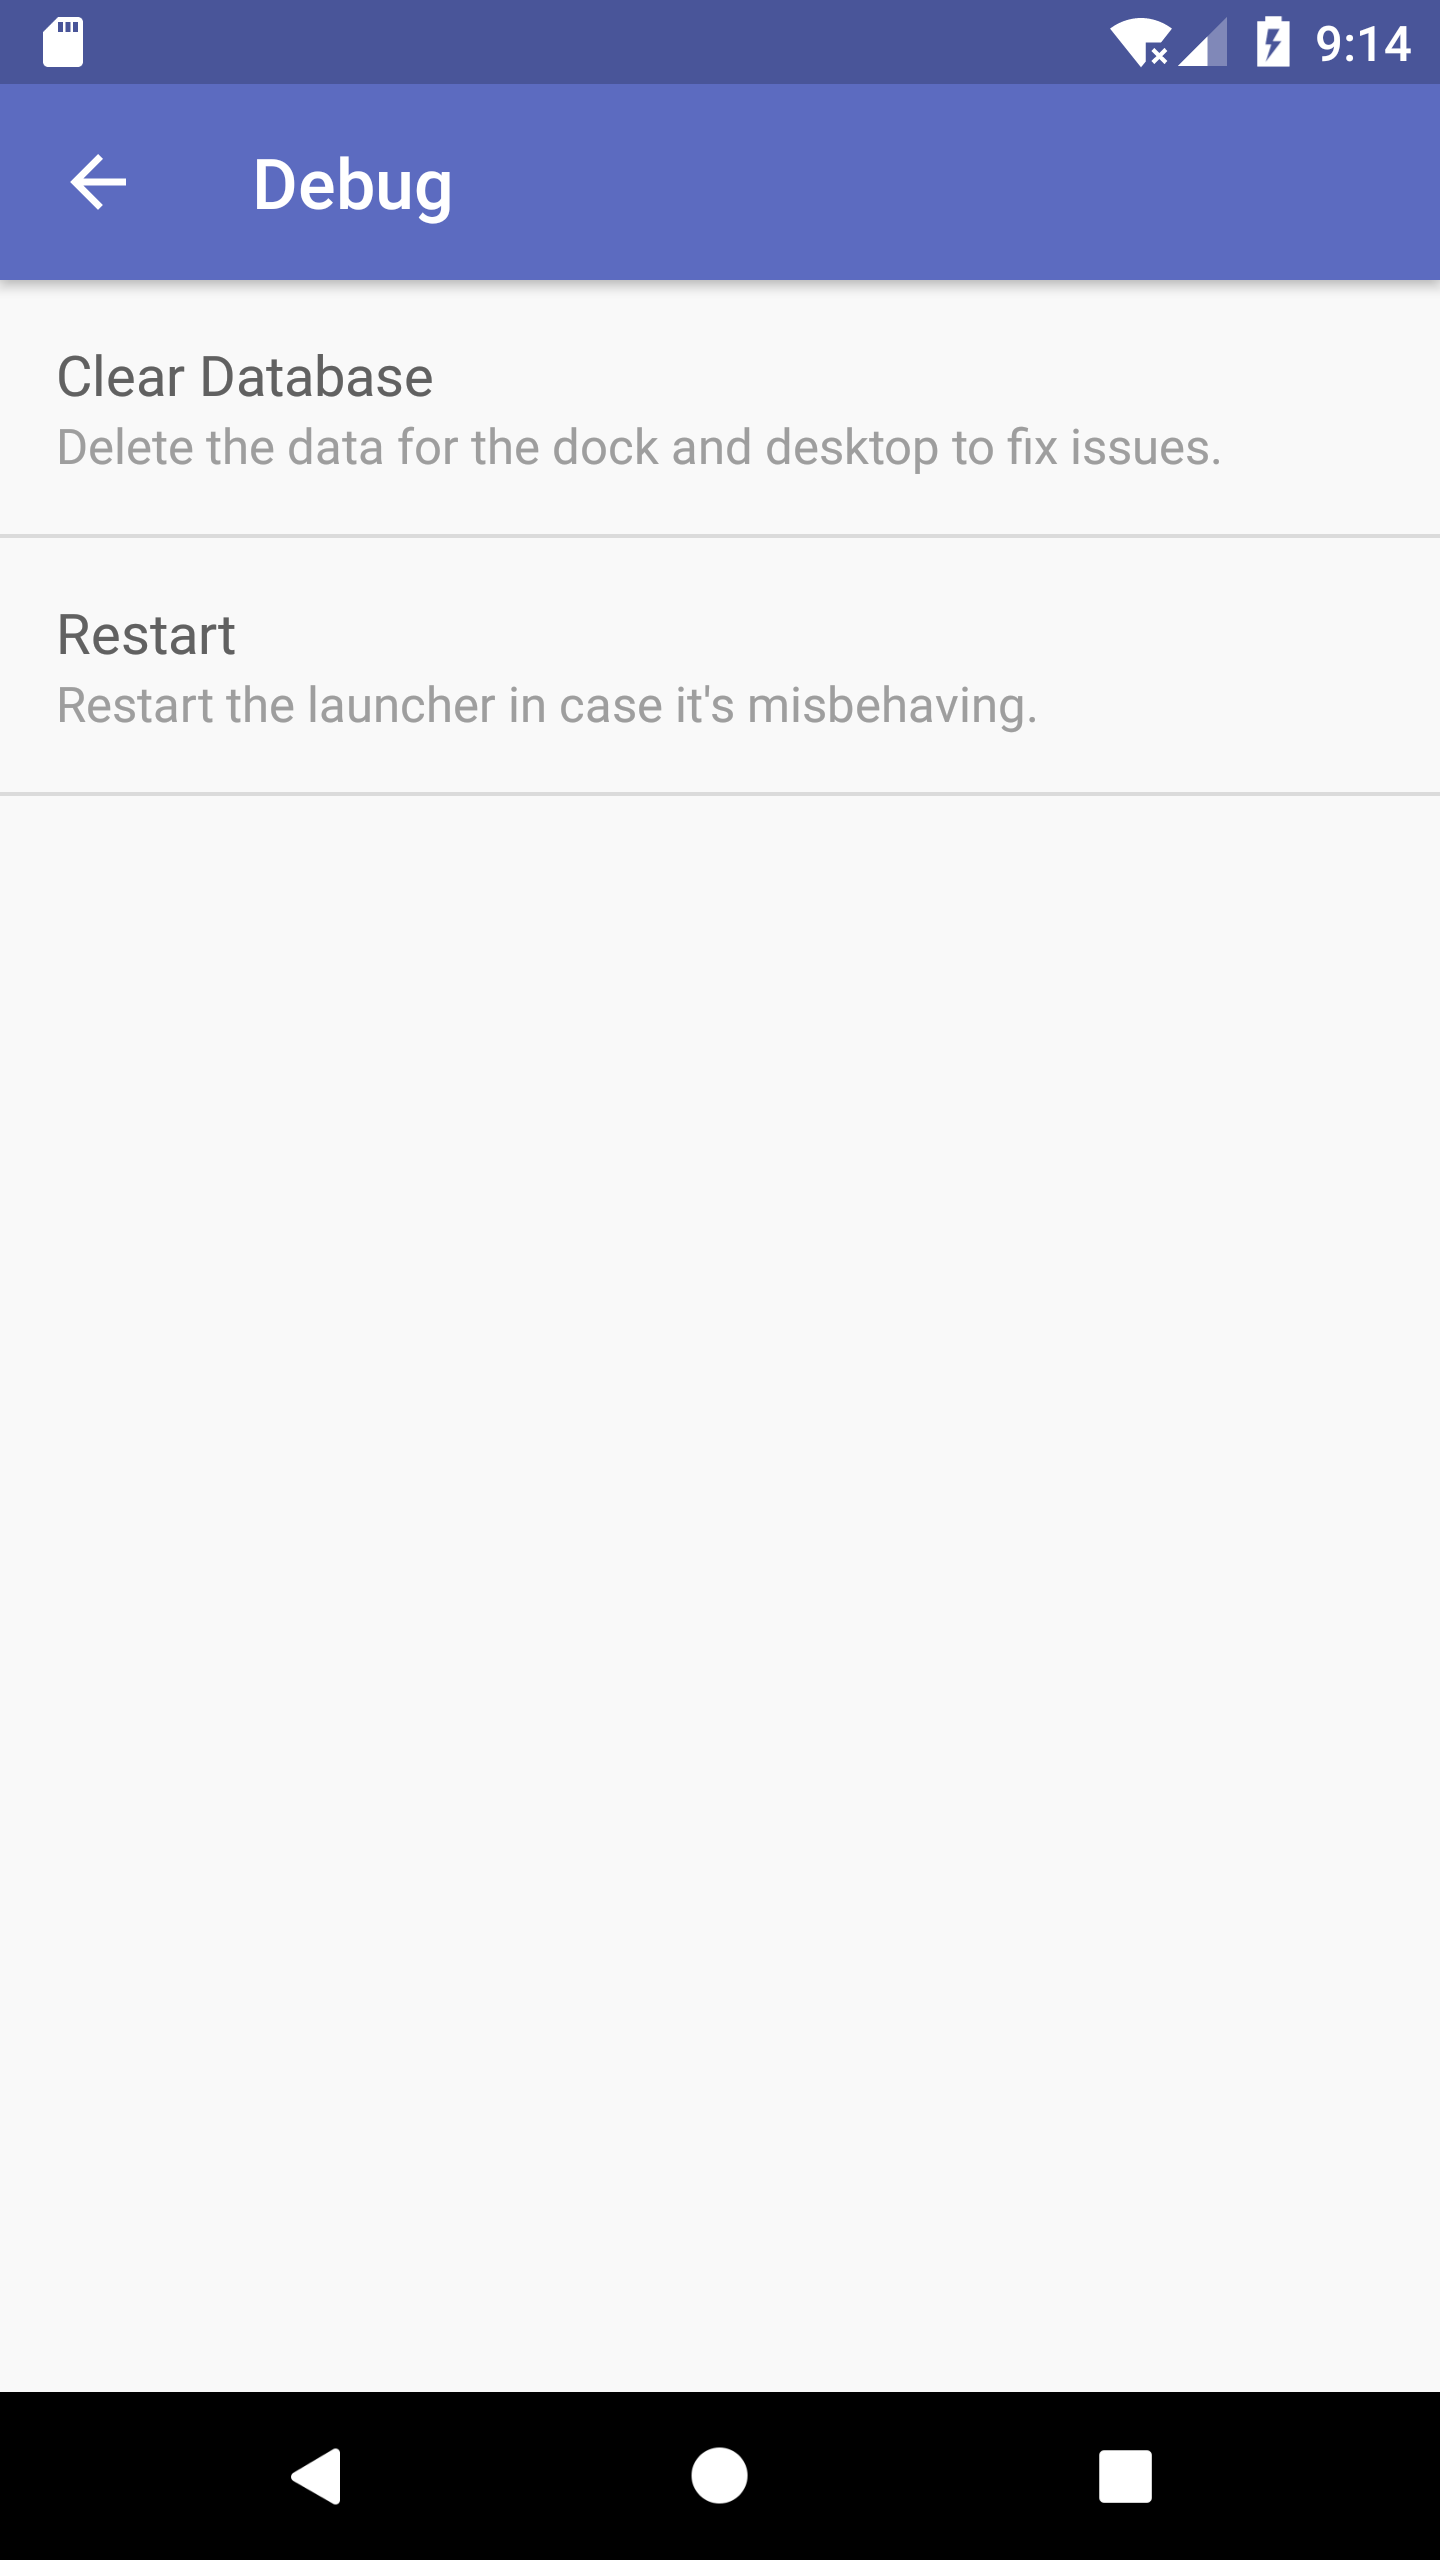 9:14
Debug
Clear Database
Delete the data for the dock and desktop to fix issues.
Restart
Restart the launcher in case it's misbehaving.